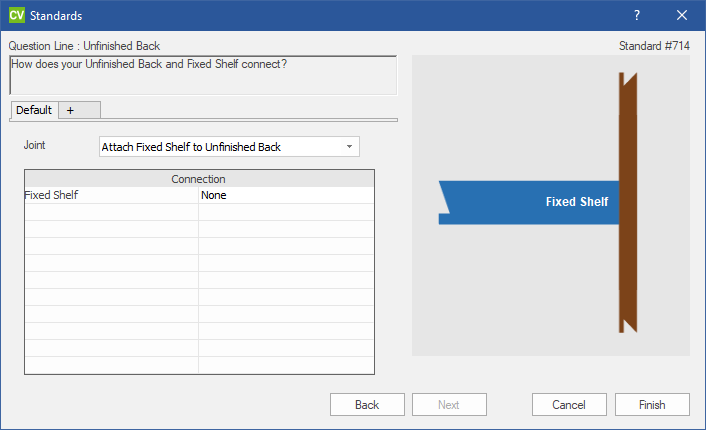 CV Standards ?
Question Line : Unfinished Back
Standard #714
How does your Unfinished Back and Fixed Shelf connect?
Default +
Joint Attach Fixed Shelf to Unfinished Back
Connection
Fixed Shelf None
Fixed Shelf
Back Next Cancel Finish